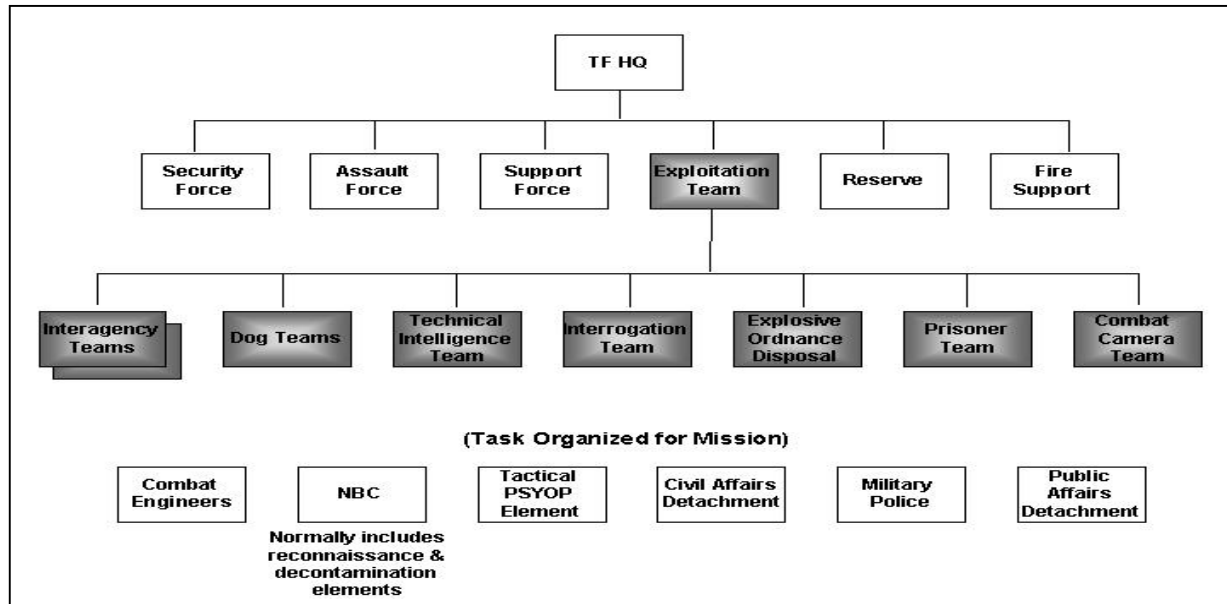 TF HQ
Security
Force
Assault
Force
Support
Force
Exploitation
Team
Reserve
Fire
Support
Interagency
Teams
Dog Teams
Technical
Intelligence
Team
Interrogation
Team
Explosive
Ordnance
Disposal
Prisoner
Team
Combat
Camera
Team
(Task Organized for Mission)
Combat
Engineers
NBC
Normally includes
reconnaissance &
decontamination
elements
Tactical
PSYOP
Element
Civil Affairs
Detachment
Military
Police
Public
Affairs
Detachment